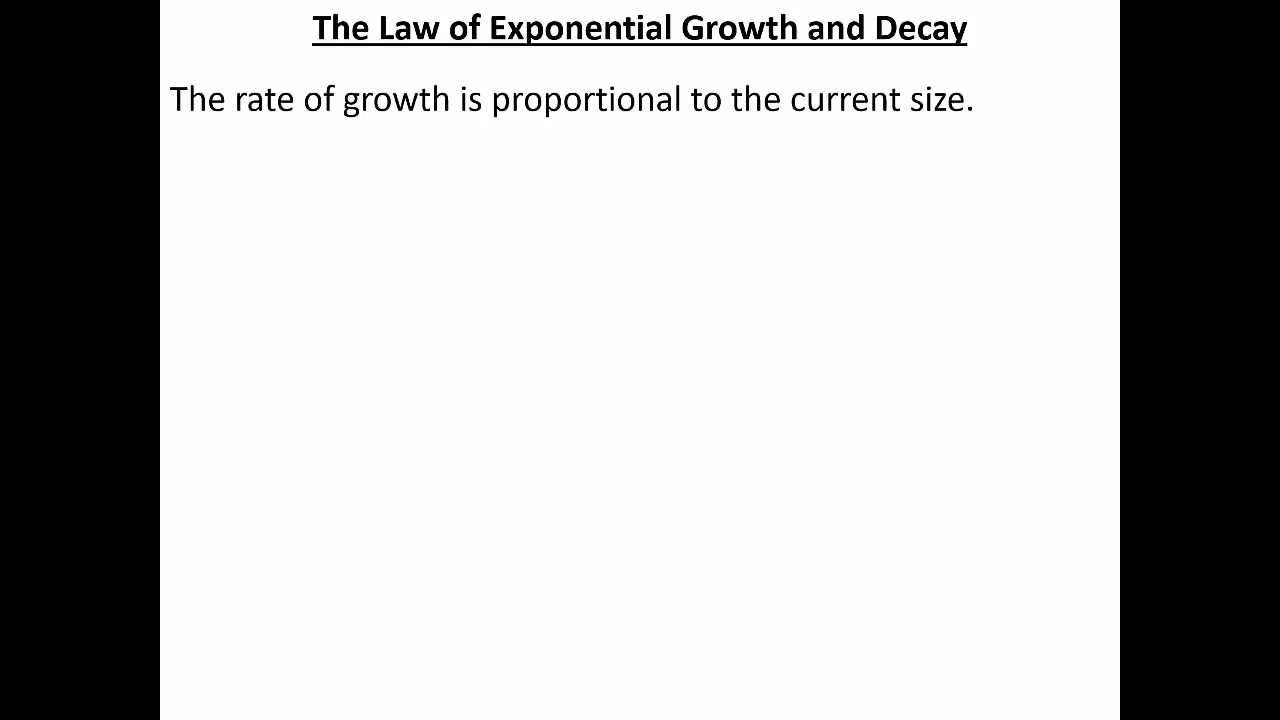 The Law of Exponential Growth and Decay
The rate of growth is proportional to the current size.